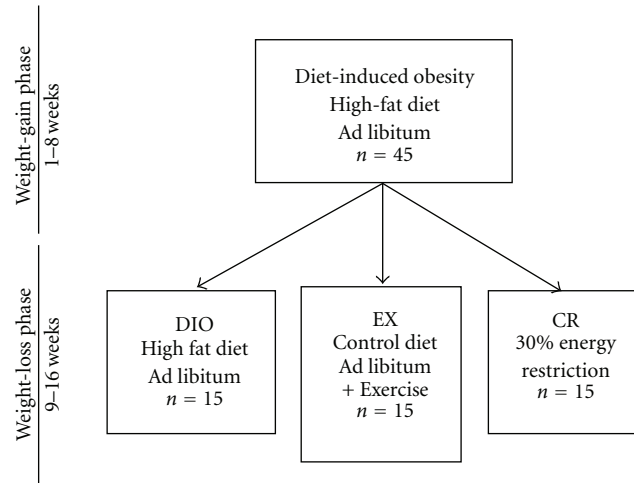 Weight-gain phase
1–8 weeks
Diet-induced obesity
High-fat diet
Ad libitum
n = 45
Weight-loss phase
9–16 weeks
DIO
High fat diet
Ad libitum
n = 15
EX
Control diet
Ad libitum
+ Exercise
n = 15
CR
30% energy
restriction
n = 15